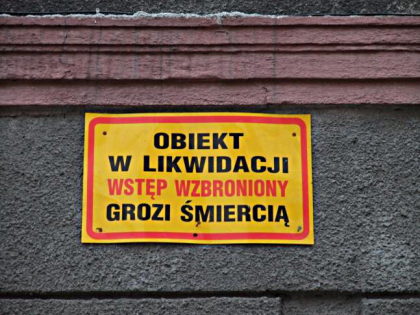 OBIEKT
W LIKWIDACJI
WSTĘP WZBRONIONY
GROZI ŚMIERCIĄ